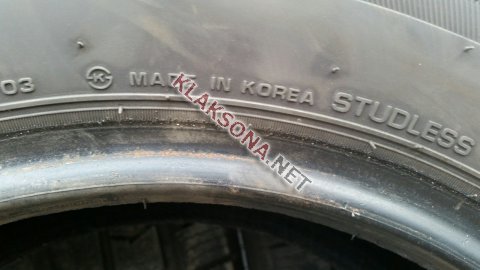 03 K MADE IN KOREA STUDLESS
KLAKSONA.NET